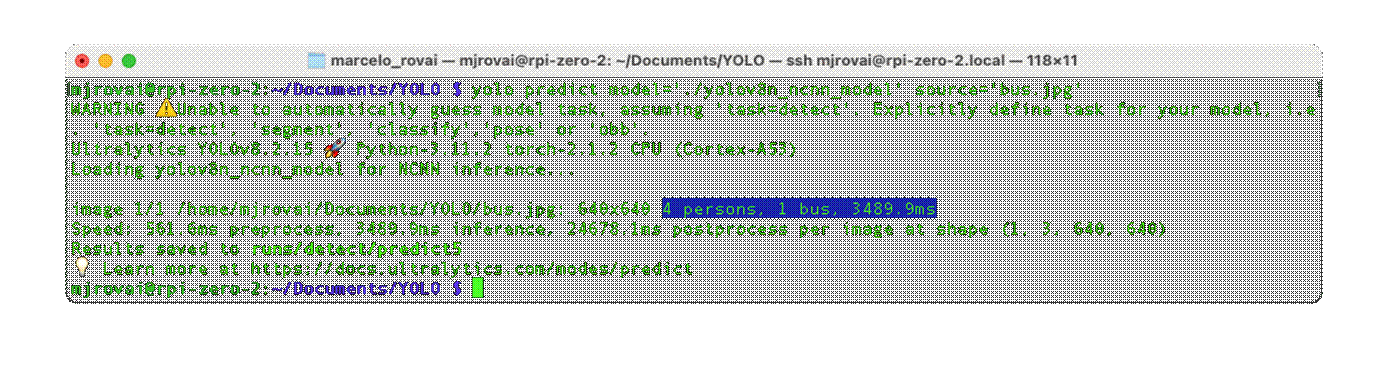 marcelo_rovai — mjrovai@rpi-zero-2: ~/Documents/YOLO — ssh mjrovai@rpi-zero-2.local — 118×11
mjrovai@rpi-zero-2:~/Documents/YOLO $ yolo predict model='./yolov8n_ncnn_model' source='bus.jpg'
WARNING ⚠️Unable to automatically guess model task, assuming 'task=detect'. Explicitly define task for your model, i.e
. 'task=detect', 'segment', 'classify','pose' or 'obb'.
Ultralytics YOLOv8.2.15 🚀 Python-3.11.2 torch-2.1.2 CPU (Cortex-A53)
Loading yolov8n_ncnn_model for NCNN inference...
image 1/1 /home/mjrovai/Documents/YOLO/bus.jpg: 640x640 4 persons, 1 bus, 3489.9ms
Speed: 3489.9ms inference, postprocess per image at shape (1, 3, 640, 640)
Results saved to runs/detect/predict5
💡 Learn more at https://docs.ultralytics.com/modes/predict
mjrovai@rpi-zero-2:~/Documents/YOLO $